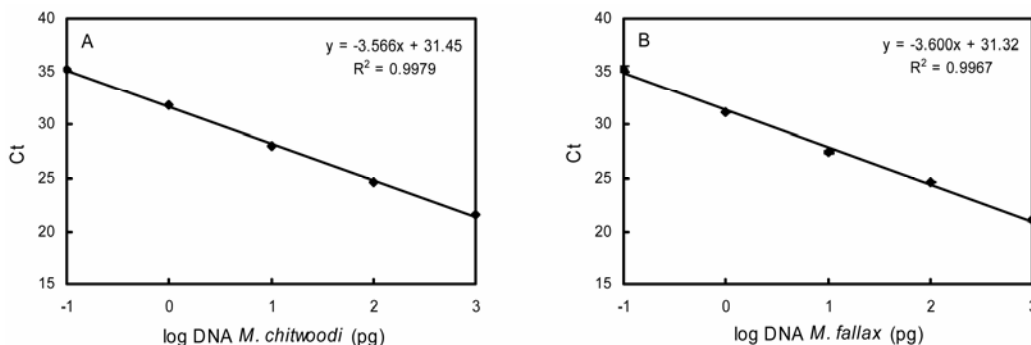 A
y = -3.566x + 31.45
R² = 0.9979
Ct
40
35
30
25
20
15
-1 0 1 2 3
log DNA M. chitwoodi (pg)
B
y = -3.600x + 31.32
R² = 0.9967
Ct
40
35
30
25
20
15
-1 0 1 2 3
log DNA M. fallax (pg)